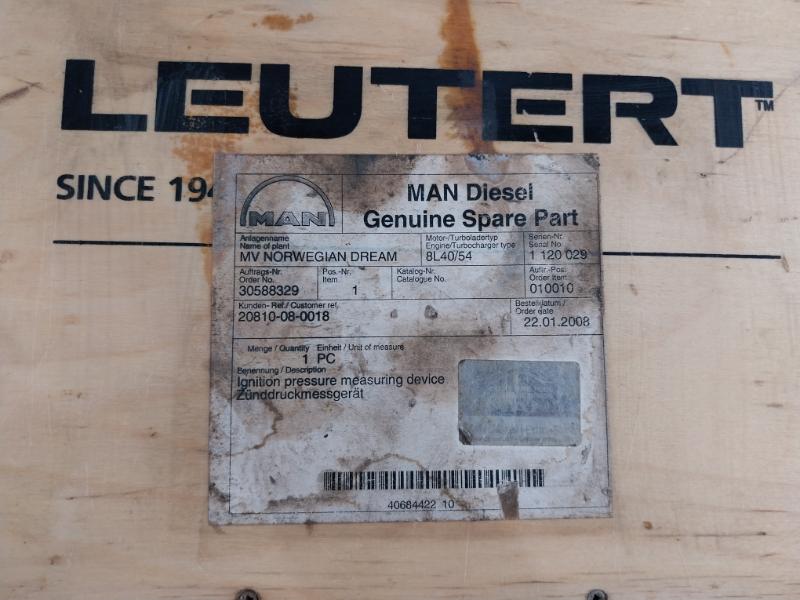 LEUTERT™
SINCE 194
MAN
MAN Diesel
Genuine Spare Part
Anlagenname
Name of plant
MV NORWEGIAN DREAM
Motor-/Turboladertyp
Engine/Turbocharger type
8L40/54
Serien-Nr.
Serial No
1 120 029
Auftrags-Nr.
Order No.
30588329
Pos.-Nr.
Item
1
Katalog-Nr.
Catalogue No.
Auftr.-Pos.
Order Item
010010
Kunden- Ref./ Customer ref.
20810-08-0018
Bestelldatum /
Order date
22.01.2008
Menge / Quantity Einheit / Unit of measure
1 PC
Benennung / Description
Ignition pressure measuring device
Zünddruckmessgerät
40684422 10